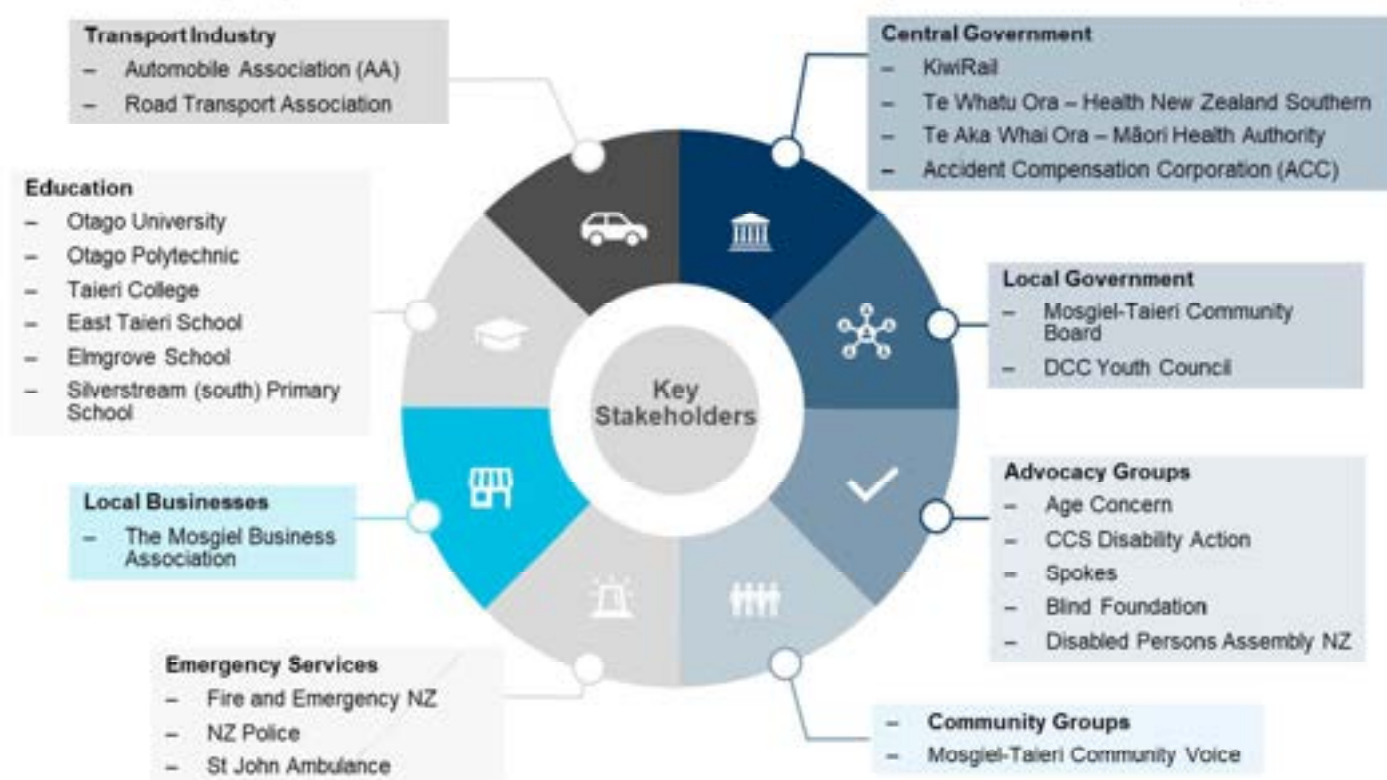 Transport Industry
– Automobile Association (AA)
– Road Transport Association
Central Government
– KiwiRail
– Te Whatu Ora – Health New Zealand Southern
– Te Aka Whai Ora – Māori Health Authority
– Accident Compensation Corporation (ACC)
Education
– Otago University
– Otago Polytechnic
– Taieri College
– East Taieri School
– Elmgrove School
– Silverstream (south) Primary
School
Local Government
– Mosgiel-Taieri Community
Board
– DCC Youth Council
Key
Stakeholders
Local Businesses
– The Mosgiel Business
Association
Advocacy Groups
– Age Concern
– CCS Disability Action
– Spokes
– Blind Foundation
– Disabled Persons Assembly NZ
Emergency Services
– Fire and Emergency NZ
– NZ Police
– St John Ambulance
– Community Groups
– Mosgiel-Taieri Community Voice